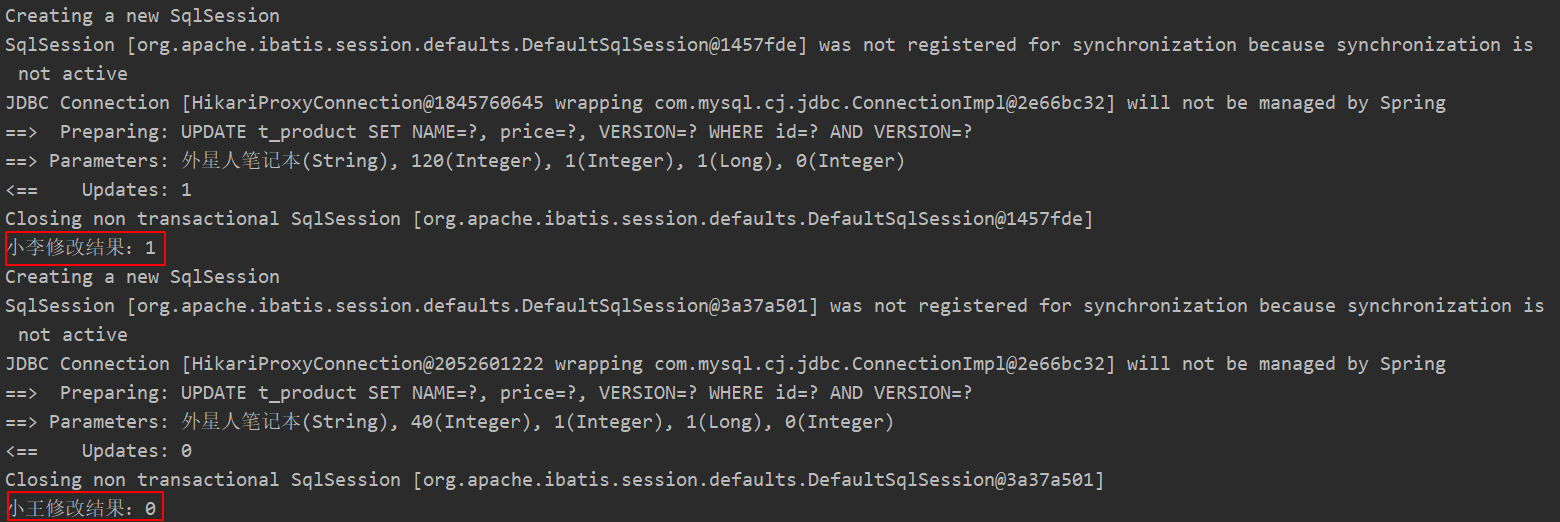 Creating a new SqlSession
SqlSession [org.apache.ibatis.session.defaults.DefaultSqlSession@1457fde] was not registered for synchronization because synchronization is
not active
JDBC Connection [HikariProxyConnection@1845760645 wrapping com.mysql.cj.jdbc.ConnectionImpl@2e66bc32] will not be managed by Spring
==>  Preparing: UPDATE t_product SET NAME=?, price=?, VERSION=? WHERE id=? AND VERSION=?
==> Parameters: 外星人笔记本(String), 120(Integer), 1(Integer), 1(Long), 0(Integer)
<==    Updates: 1
Closing non transactional SqlSession [org.apache.ibatis.session.defaults.DefaultSqlSession@1457fde]
小李修改结果：1
Creating a new SqlSession
SqlSession [org.apache.ibatis.session.defaults.DefaultSqlSession@3a37a501] was not registered for synchronization because synchronization is
not active
JDBC Connection [HikariProxyConnection@2052601222 wrapping com.mysql.cj.jdbc.ConnectionImpl@2e66bc32] will not be managed by Spring
==>  Preparing: UPDATE t_product SET NAME=?, price=?, VERSION=? WHERE id=? AND VERSION=?
==> Parameters: 外星人笔记本(String), 40(Integer), 1(Integer), 1(Long), 0(Integer)
<==    Updates: 0
Closing non transactional SqlSession [org.apache.ibatis.session.defaults.DefaultSqlSession@3a37a501]
小王修改结果：0